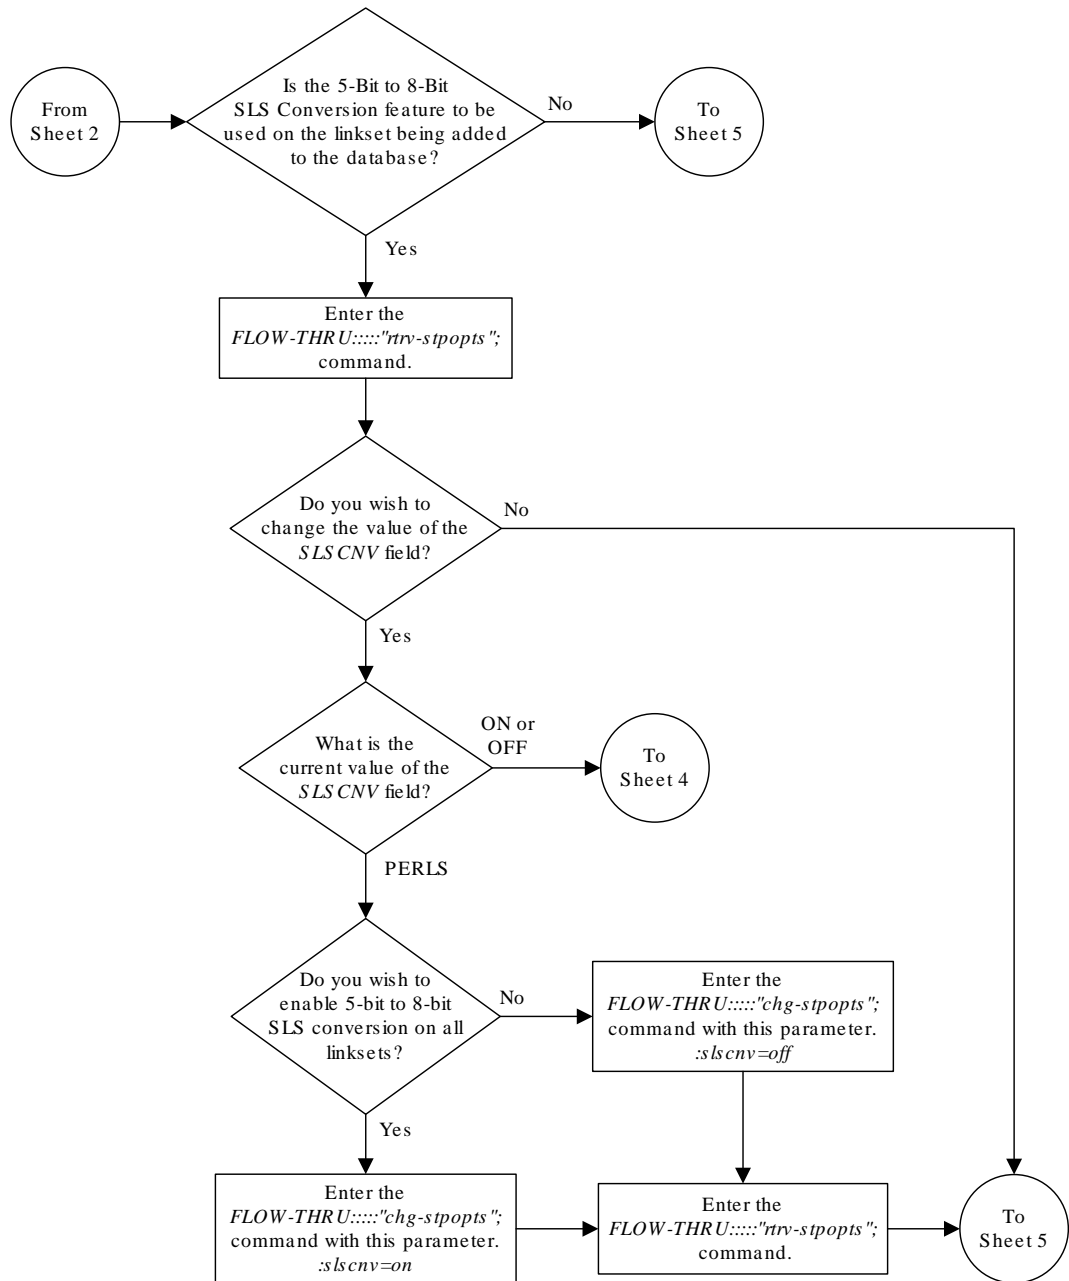 From
Sheet 2
Is the 5-Bit to 8-Bit
SLS Conversion feature to be
used on the linkset being added
to the database?
No
To
Sheet 5
Yes
Enter the
FLOW-THRU:::::"rtrv-stpopts";
command.
Do you wish to
change the value of the
SLSCNV field?
No
Yes
What is the
current value of the
SLSCNV field?
ON or
OFF
To
Sheet 4
PERLS
Do you wish to
enable 5-bit to 8-bit
SLS conversion on all
linksets?
No
Enter the
FLOW-THRU:::::"chg-stpopts";
command with this parameter.
:slscnv=off
Yes
Enter the
FLOW-THRU:::::"chg-stpopts";
command with this parameter.
:slscnv=on
Enter the
FLOW-THRU:::::"rtrv-stpopts";
command.
To
Sheet 5